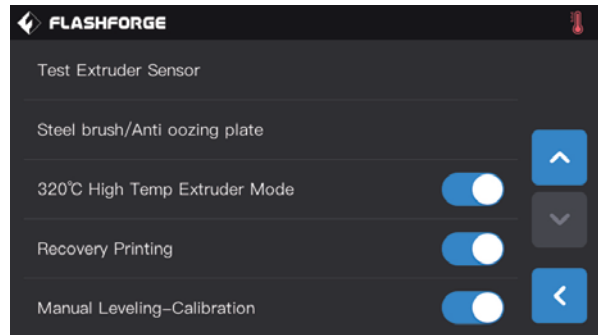 FLASHFORGE
Test Extruder Sensor
Steel brush/Anti oozing plate
320℃ High Temp Extruder Mode
Recovery Printing
Manual Leveling-Calibration